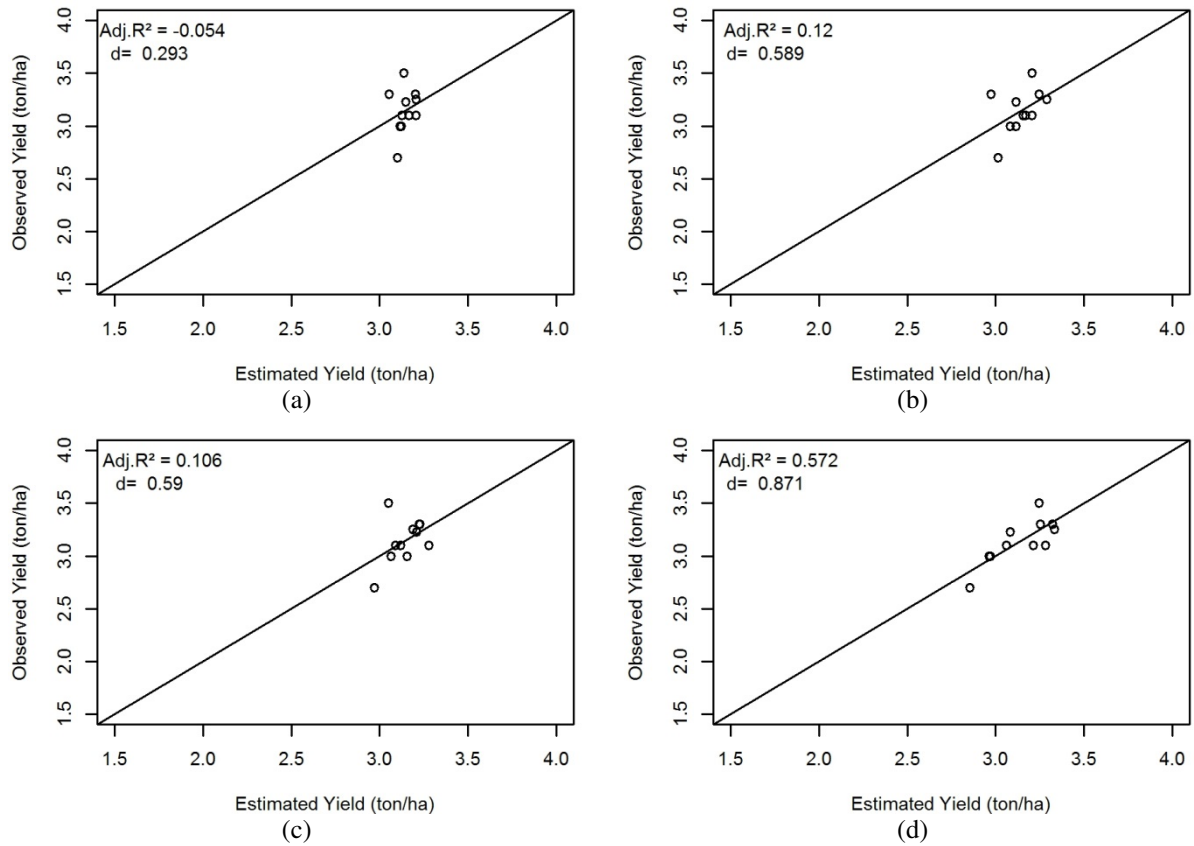 Adj.R² = -0.054
d= 0.293
Observed Yield (ton/ha)
4.0
3.5
3.0
2.5
2.0
1.5
1.5 2.0 2.5 3.0 3.5 4.0
Estimated Yield (ton/ha)
(a)
Adj.R² = 0.12
d= 0.589
Observed Yield (ton/ha)
4.0
3.5
3.0
2.5
2.0
1.5
1.5 2.0 2.5 3.0 3.5 4.0
Estimated Yield (ton/ha)
(b)
Adj.R² = 0.106
d= 0.59
Observed Yield (ton/ha)
4.0
3.5
3.0
2.5
2.0
1.5
1.5 2.0 2.5 3.0 3.5 4.0
Estimated Yield (ton/ha)
(c)
Adj.R² = 0.572
d= 0.871
Observed Yield (ton/ha)
4.0
3.5
3.0
2.5
2.0
1.5
1.5 2.0 2.5 3.0 3.5 4.0
Estimated Yield (ton/ha)
(d)